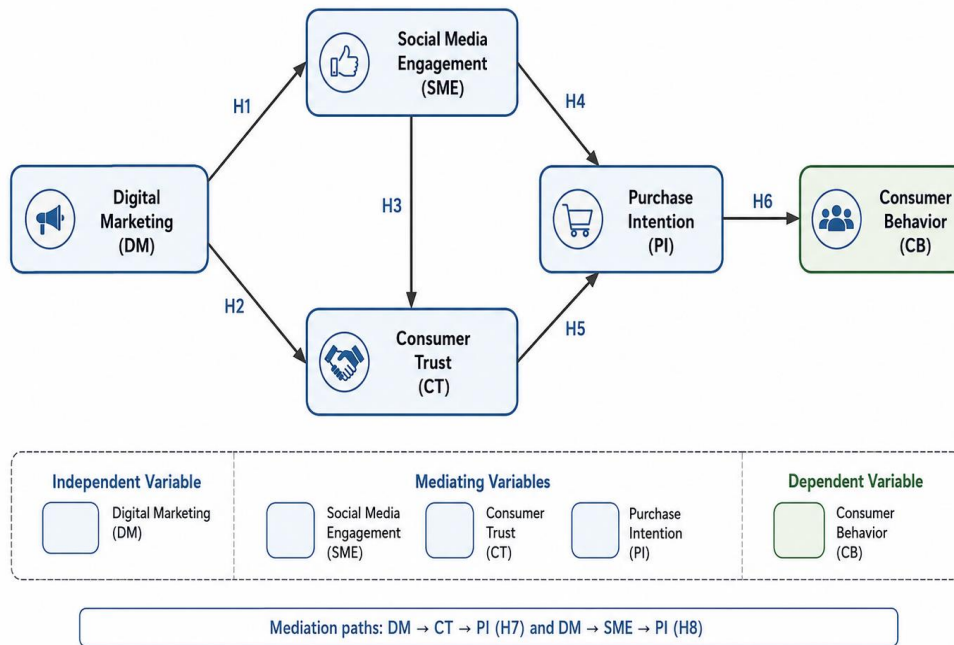 Social Media
Engagement
(SME)
H1
H4
Digital
Marketing
(DM)
H3
Purchase
Intention
(PI)
H6
Consumer
Behavior
(CB)
H2
Consumer
Trust
(CT)
H5
Independent Variable
Digital Marketing
(DM)
Mediating Variables
Social Media
Engagement
(SME)
Consumer
Trust
(CT)
Purchase
Intention
(PI)
Dependent Variable
Consumer
Behavior
(CB)
Mediation paths: DM → CT → PI (H7) and DM → SME → PI (H8)